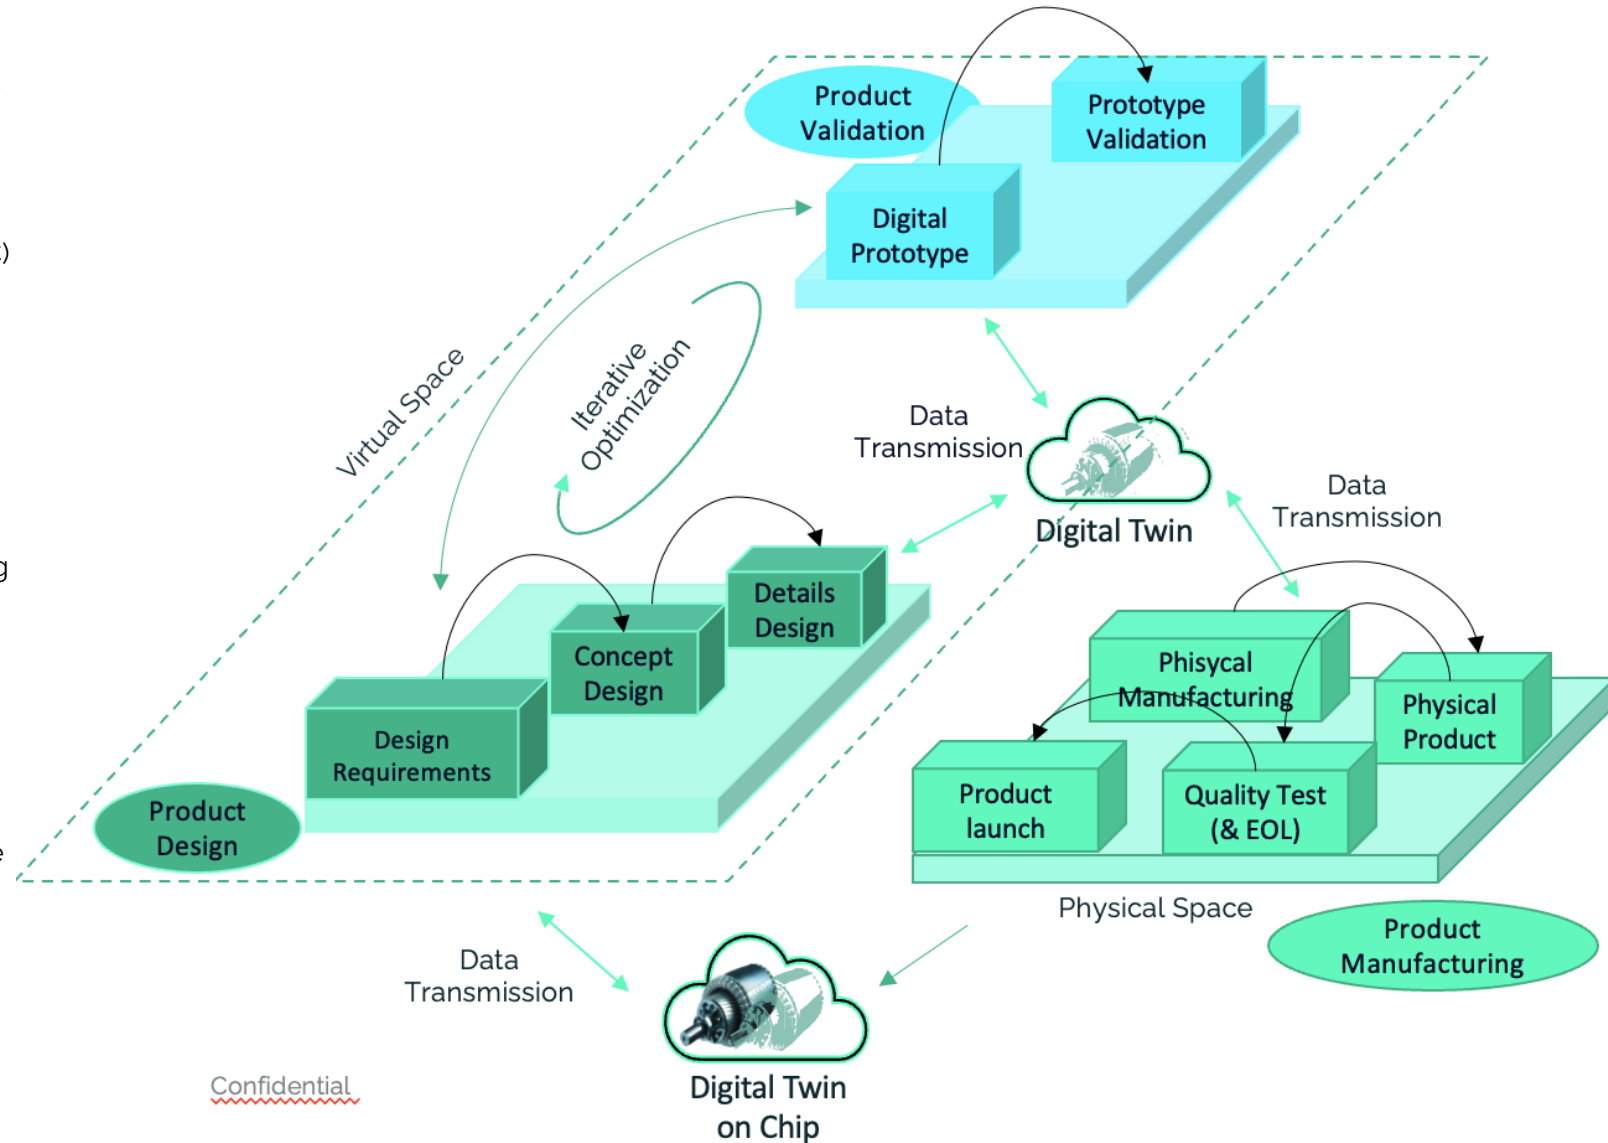 Product
Validation
Prototype
Validation
Digital
Prototype
Virtual Space
Iterative
Optimization
Data
Transmission
Digital Twin
Data
Transmission
Details
Design
Concept
Design
Design
Requirements
Product
Design
Phisycal
Manufacturing
Physical
Product
Product
launch
Quality Test
(& EOL)
Physical Space
Product
Manufacturing
Data
Transmission
Digital Twin
on Chip
Confidential